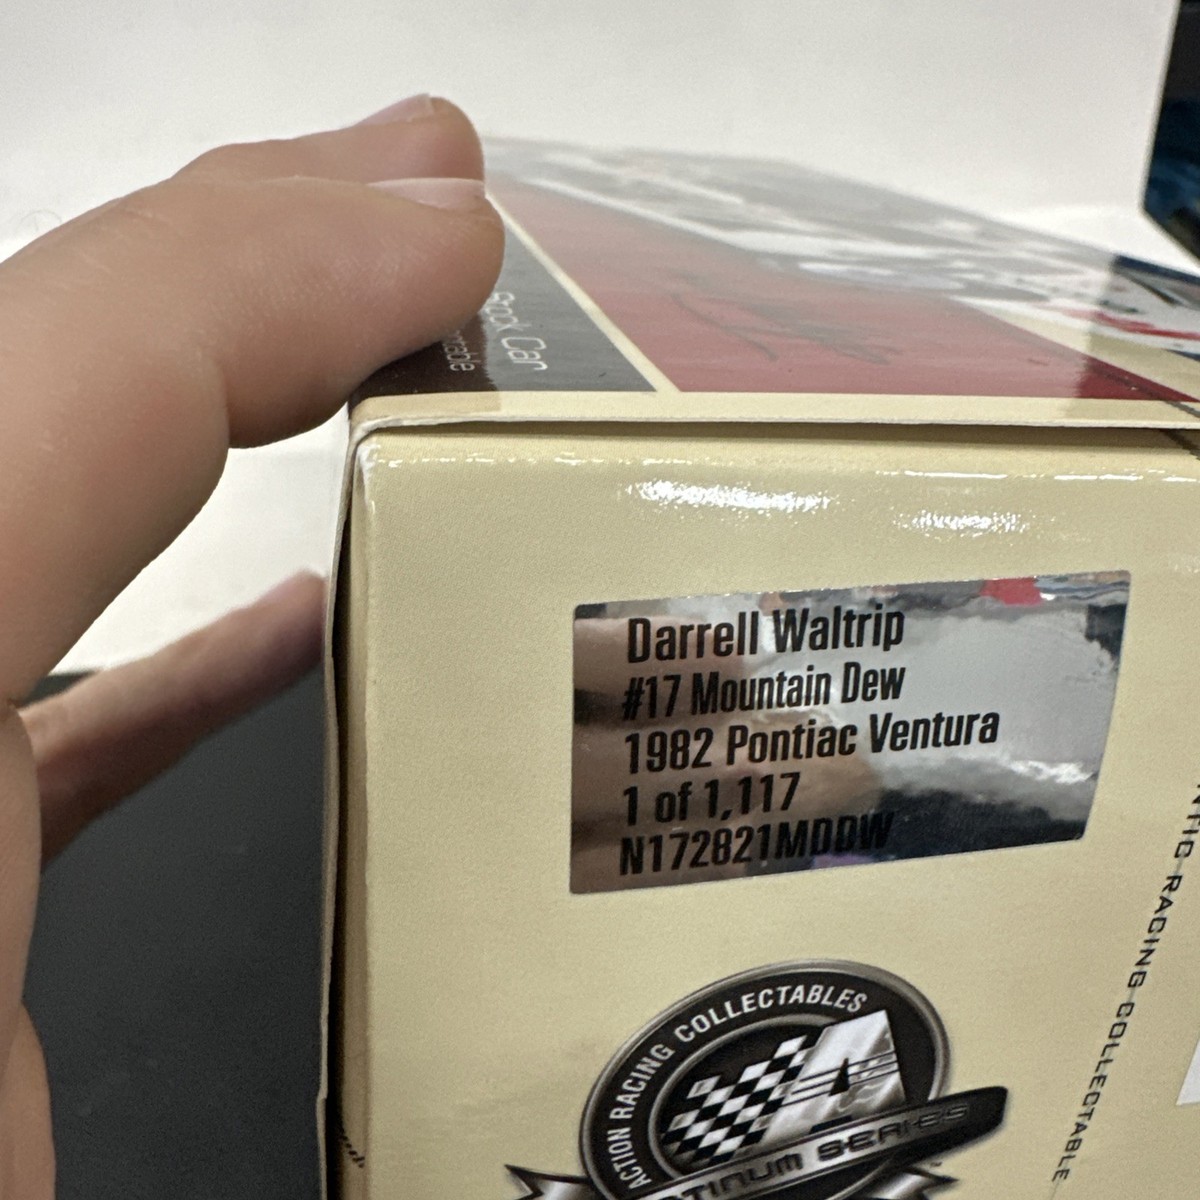 Stock Car
Darrell Waltrip
#17 Mountain Dew
1982 Pontiac Ventura
1 of 1,117
N172821MDDW
ACTION RACING COLLECTABLES
A
SERIES
RACING COLLECTABLE